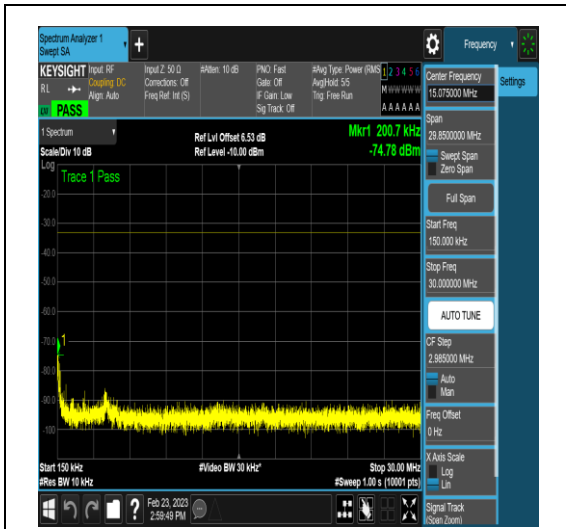 Spectrum Analyzer 1
Swept SA
Frequency
KEYSIGHT
RL
Input: RF
Coupling: DC
Align: Auto
Input Z: 50 Ω
Corrections: Off
Freq Ref: Int (S)
#Atten: 10 dB
PNO: Fast
Gate: Off
IF Gain: Low
Sig Track: Off
#Avg Type: Power (RMS
Avg|Hold: 5/5
Trig: Free Run
1 2 3 4 5 6
M W W W W W
A A A A A A
PASS
1 Spectrum
Scale/Div 10 dB
Ref Lvl Offset 6.53 dB
Ref Level -10.00 dBm
Mkr1 200.7 kHz
-74.78 dBm
Log
Trace 1 Pass
-20.0
-30.0
-40.0
-50.0
-60.0
-70.0
-80.0
-90.0
-100
1
Start 150 kHz
#Res BW 10 kHz
#Video BW 30 kHz*
Stop 30.00 MHz
#Sweep 1.00 s (10001 pts)
Feb 23, 2023
2:59:49 PM
Center Frequency
15.075000 MHz
Settings
Span
29.8500000 MHz
Swept Span
Zero Span
Full Span
Start Freq
150.000 kHz
Stop Freq
30.000000 MHz
AUTO TUNE
CF Step
2.985000 MHz
Auto
Man
Freq Offset
0 Hz
X Axis Scale
Log
Lin
Signal Track
(Span Zoom)